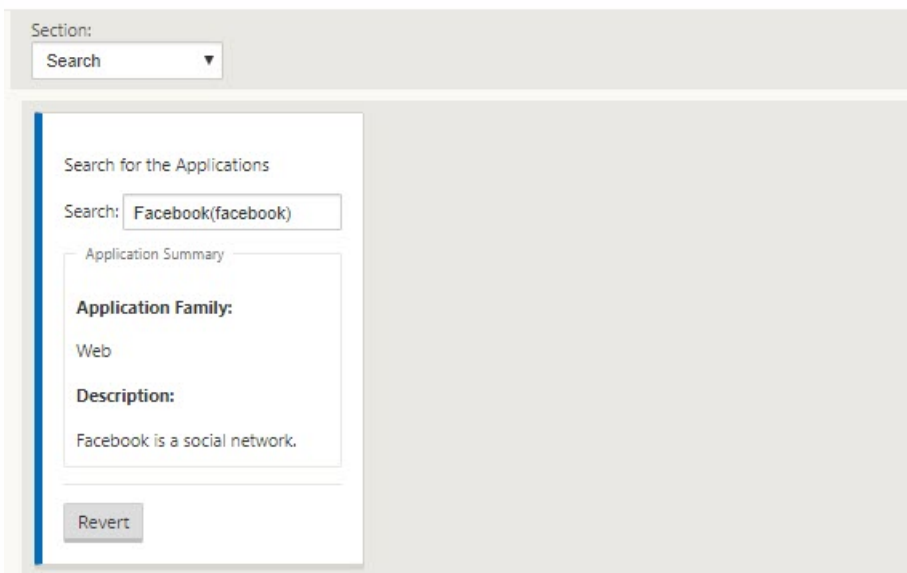 Section:
Search
Search for the Applications
Search: Facebook(facebook)
Application Summary
Application Family:
Web
Description:
Facebook is a social network.
Revert